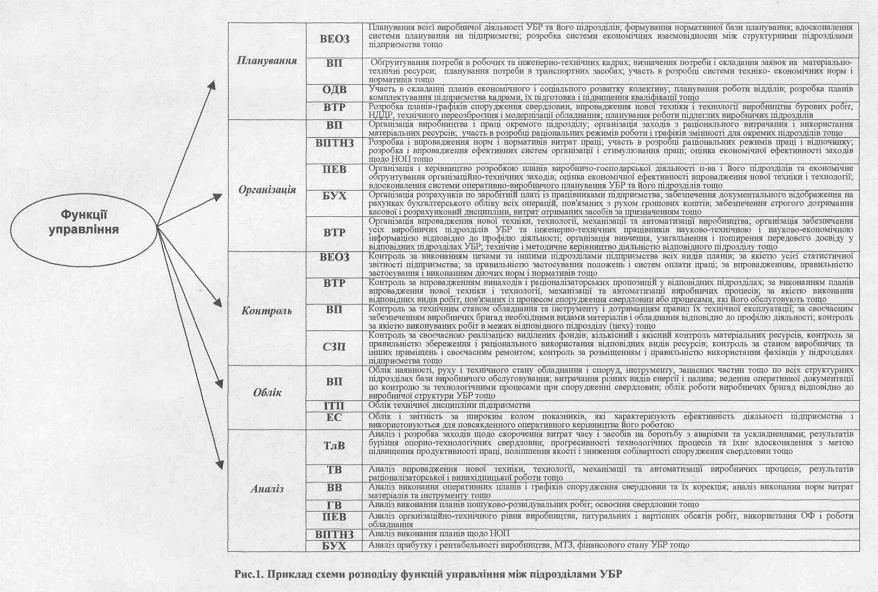 Функції
управління
Планування
ВЕОЗ
Планування всієї виробничої діяльності УБР та його підрозділів; формування нормативної бази планування; вдосконалення
системи планування на підприємстві; розробка системи економічних взаємовідносин між структурними підрозділами
підприємства тощо
ВП
Обґрунтування потреби в робочих та інженерно-технічних кадрах; визначення потреби і складання заявок на матеріально-
технічні ресурси; планування потреби в транспортних засобах; участь в розробці системи техніко- економічних норм і
нормативів тощо
ОДВ
Участь в складанні планів економічного і соціального розвитку колективу; планування роботи відділів; розробка планів
комплектування підприємства кадрами, їх підготовка і підвищення кваліфікації тощо
ВТР
Розробка планів-графіків спорудження свердловин, впровадження нової техніки і технології виробництва бурових робіт,
НДДР, технічного переозброєння і модернізації обладнання; планування роботи підлеглих виробничих підрозділів
Організація
ВП
Організація виробництва і праці окремого підрозділу; організація заходів з раціонального витрачання і використання
матеріальних ресурсів; участь в розробці раціональних режимів роботи і графіків змінності для окремих підрозділів тощо
ВПТНЗ
Розробка і впровадження норм і нормативів витрат праці; участь в розробці раціональних режимів праці і відпочинку;
розробка і впровадження ефективних систем організації і стимулювання праці; оцінка економічної ефективності заходів
щодо НОП тощо
ПЕВ
Організація і керівництво розробкою планів виробничо-господарської діяльності п-ва і його підрозділів та економічне
обґрунтування організаційно-технічних заходів; оцінка економічної ефективності впровадження нової техніки і технології;
вдосконалення системи оперативно-виробничого планування УБР та його підрозділів тощо
БУХ
Організація розрахунків по заробітній платі із працівниками підприємства; забезпечення документального відображення на
рахунках бухгалтерського обліку всіх операцій, пов'язаних з рухом грошових коштів; забезпечення строгого дотримання
касової і розрахунковий дисципліни, витрат отриманих засобів за призначенням тощо
ВТР
Організація впровадження нової техніки, технології, механізації та автоматизації виробництва; організація забезпечення
усіх виробничих підрозділів УБР та інженерно-технічних працівників науково-технічною і науково-економічною
інформацією відповідно до профілю діяльності; організація вивчення, узагальнення і поширення передового досвіду у
відповідних підрозділах УБР; технічне і методичне керівництво діяльністю відповідного підрозділу тощо
Контроль
ВЕОЗ
Контроль за виконанням цехами та іншими підрозділами підприємства всіх видів планів; за якістю усієї статистичної
звітності підприємства; за правильністю застосування положень і систем оплати праці; за впровадженням, правильністю
застосування і виконанням діючих норм і нормативів тощо
ВТР
Контроль за впровадженням винаходів і раціоналізаторських пропозицій у відповідних підрозділах; за виконанням планів
впровадження нової техніки і технології, механізації та автоматизації виробничих процесів; за якістю виконання
відповідних видів робіт, пов'язаних із процесом спорудження свердловин або процесами, які його обслуговують тощо
ВП
Контроль за технічним станом обладнання та інструменту і дотриманням правил їх технічної експлуатації; за своєчасним
забезпеченням виробничих бригад необхідними видами матеріалів і обладнання відповідно до профілю діяльності; контроль
за якістю виконуваних робіт в межах відповідного підрозділу (цеху) тощо
СЗП
Контроль за своєчасною реалізацією виділених фондів, кількісний і якісний контроль матеріальних ресурсів, контроль за
правильністю збереження і раціонального використання відповідних видів ресурсів; контроль за станом виробничих та
інших приміщень і своєчасним ремонтом; контроль за розміщенням і правильністю використання фахівців у підрозділах
підприємства тощо
Облік
ВП
Облік наявності, руху і технічного стану обладнання і споруд, інструменту, запасних частин тощо по всіх структурних
підрозділах бази виробничого обслуговування; витрачання різних видів енергії і палива; ведення оперативної документації
по контролю за технологічними процесами при спорудженні свердловин; облік роботи виробничих бригад відповідно до
виробничої структури УБР тощо
ІТП
Облік технічної дисципліни підприємства
ЕС
Облік і звітність за широким колом показників, які характеризують ефективність діяльності підприємства і
використовуються для повсякденного оперативного керівництва його роботою
Аналіз
ТлВ
Аналіз і розробка заходів щодо скорочення витрат часу і засобів на боротьбу з аваріями та ускладненнями; результатів
буріння опорно-технологічних свердловин; прогресивності технологічних процесів та їхнє вдосконалення з метою
підвищення продуктивності праці, поліпшення якості і зниження собівартості спорудження свердловин тощо
ТВ
Аналіз впровадження нової техніки, технології, механізації та автоматизації виробничих процесів; результатів
раціоналізаторської і винахідницької роботи тощо
ВВ
Аналіз виконання оперативних планів і графіків спорудження свердловин та їх корекція; аналіз виконання норм витрат
матеріалів та інструменту тощо
ГВ
Аналіз виконання планів пошуково-розвідувальних робіт; освоєння свердловин тощо
ПЕВ
Аналіз організаційно-технічного рівня виробництва, натуральних і вартісних обсягів робіт, використання ОФ і роботи
обладнання
ВПТНЗ
Аналіз виконання планів щодо НОП
БУХ
Аналіз прибутку і рентабельності виробництва, МТЗ, фінансового стану УБР тощо
Рис.1. Приклад схеми розподілу функцій управління між підрозділами УБР